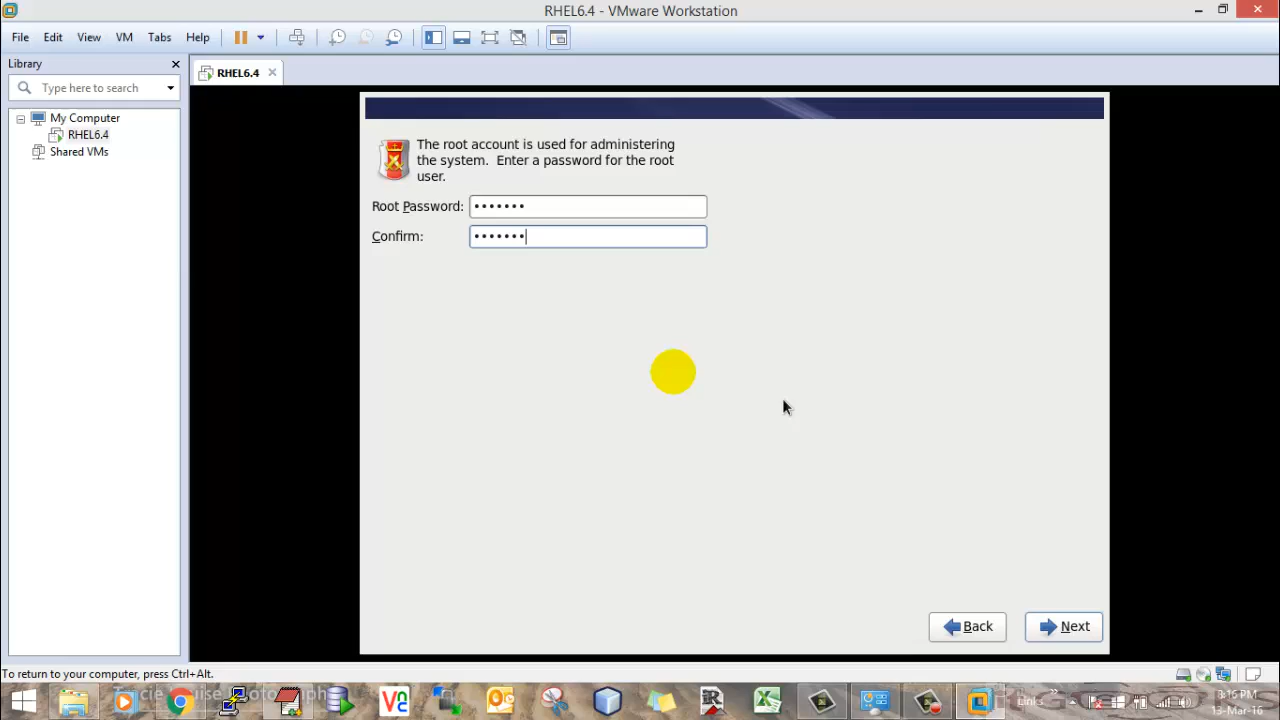 RHEL6.4 - VMware Workstation
File Edit View VM Tabs Help
Library
RHEL6.4
Type here to search
My Computer
RHEL6.4
Shared VMs
The root account is used for administering
the system. Enter a password for the root
user.
Root Password: •••••••
Confirm: •••••••
Back Next
To return to your computer, press Ctrl+Alt.
Links
3:15 PM
13-Mar-16